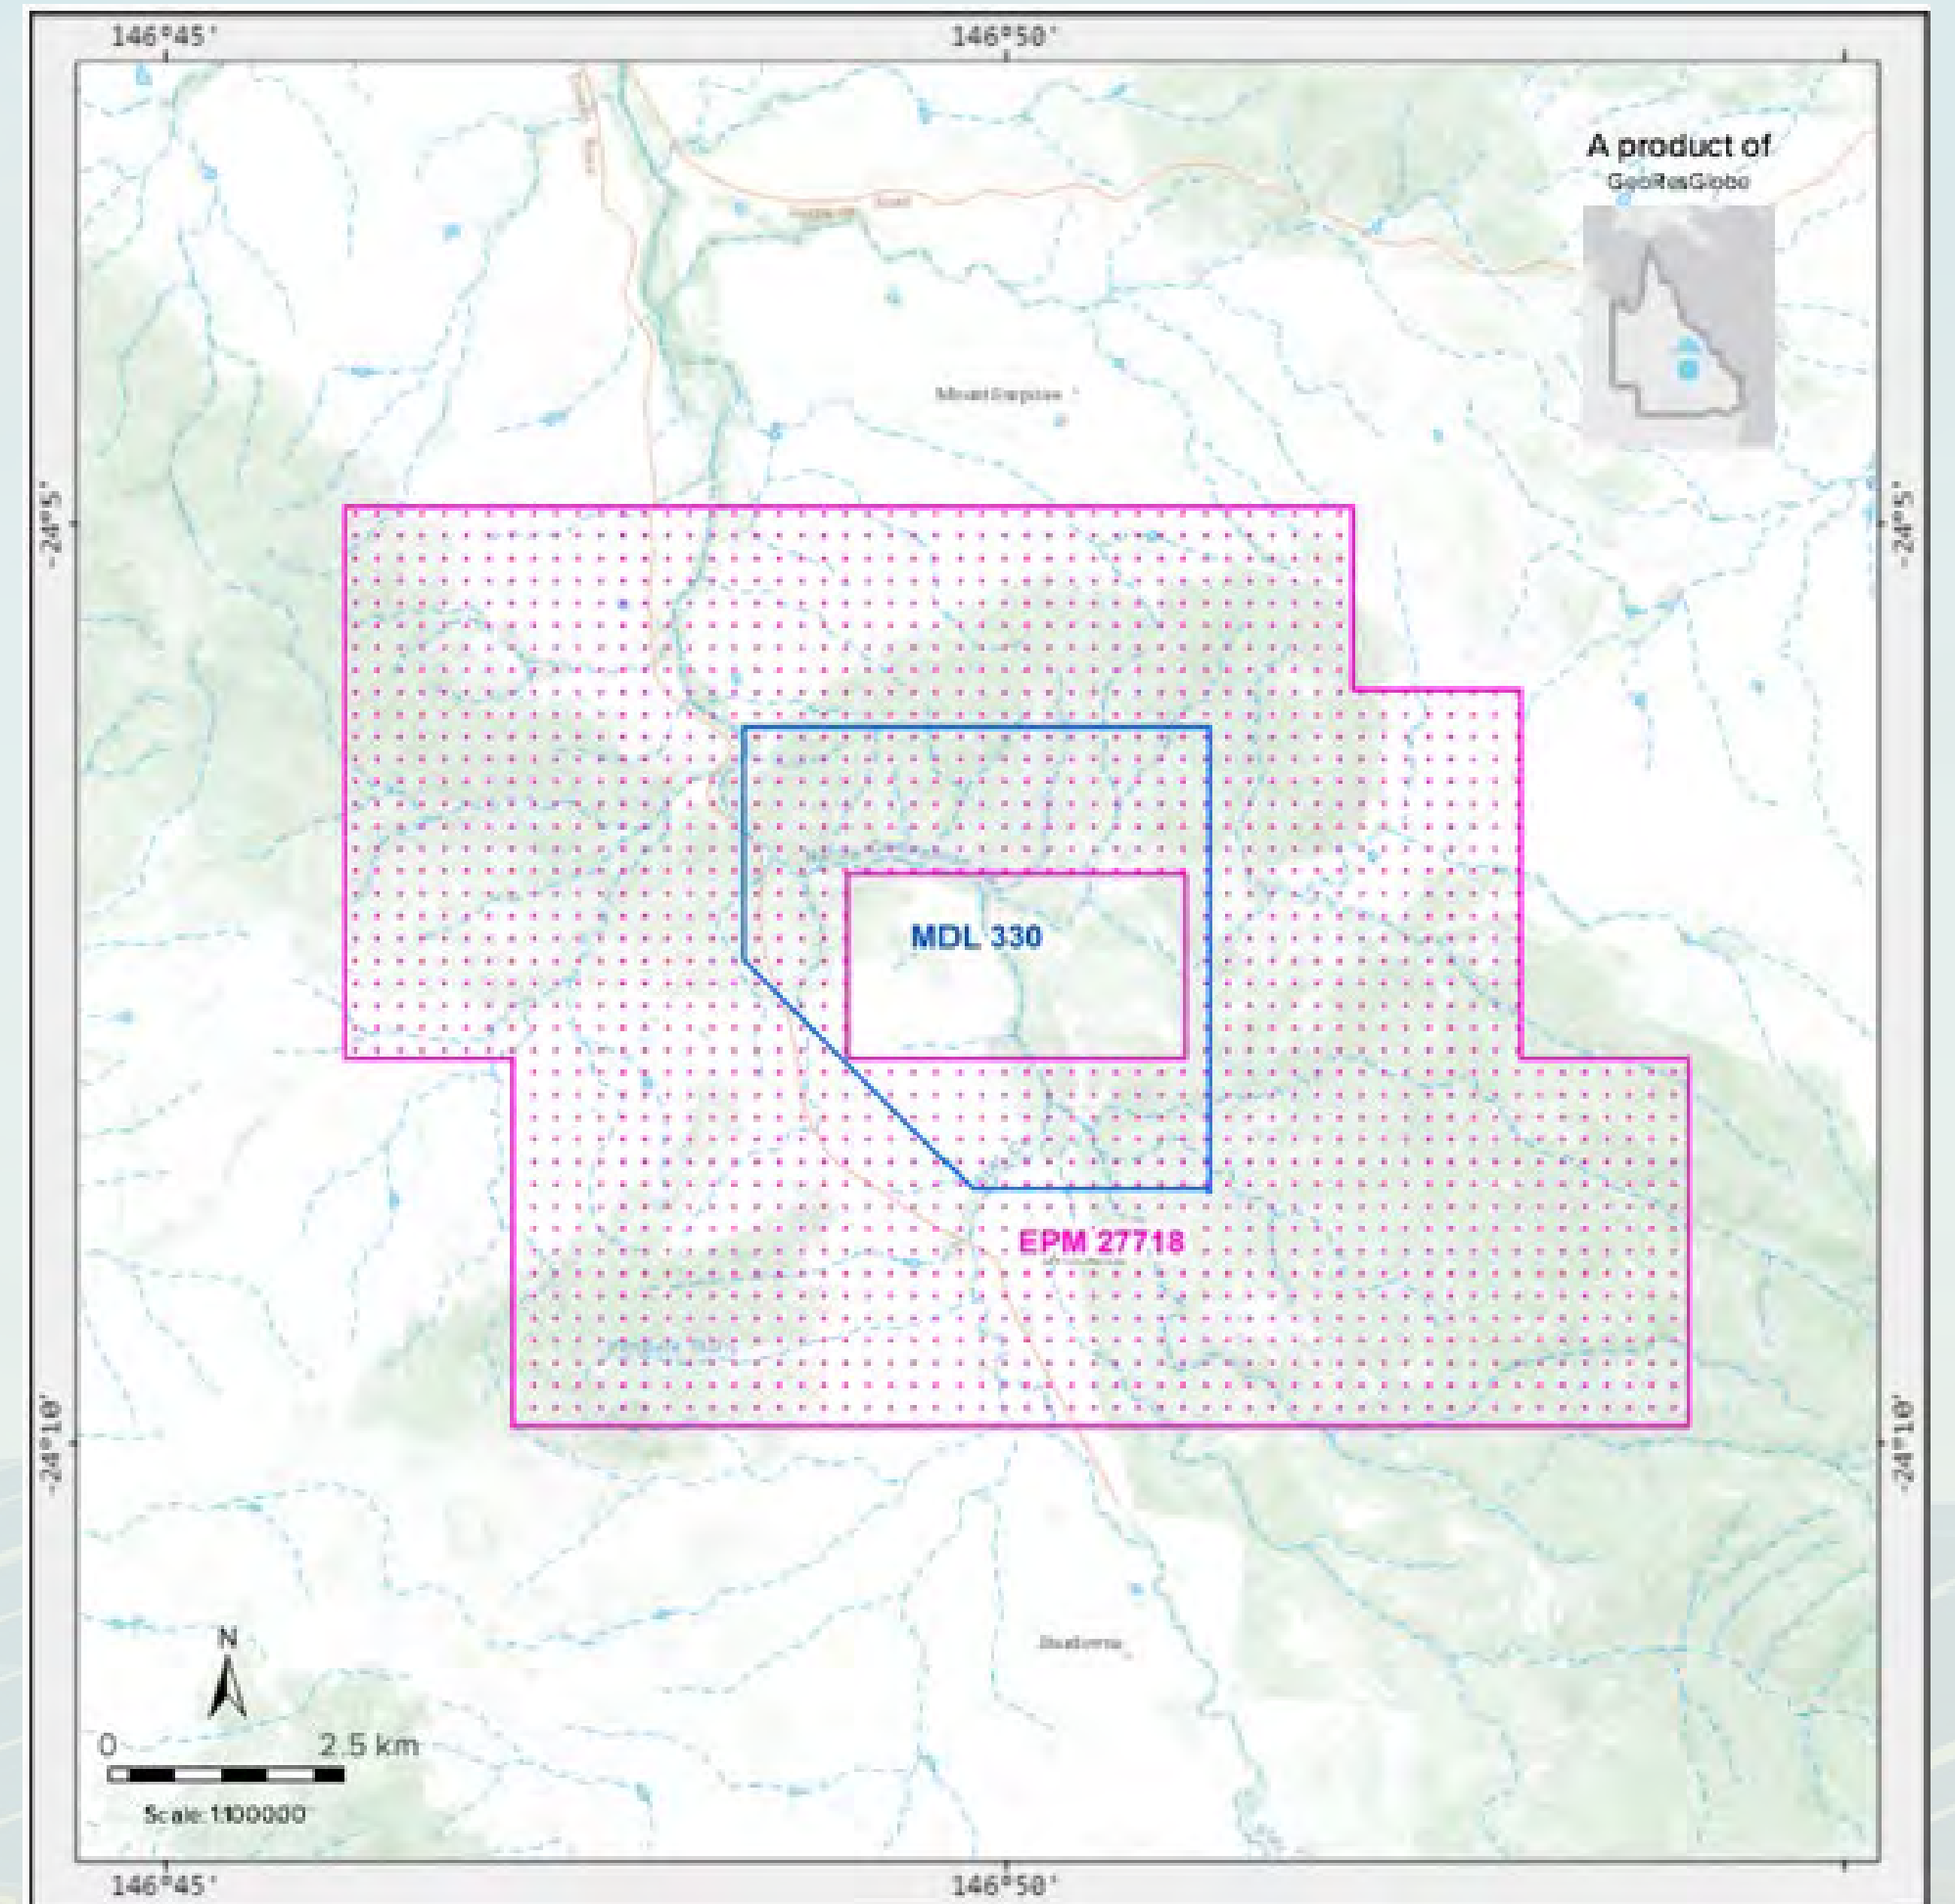 146°45'
146°50'
A product of
GeoResGlobe
-24°5'
-24°5'
MDL 330
EPM 27718
-24°10'
-24°10'
N
0
2.5 km
Scale: 1:100000
146°45'
146°50'